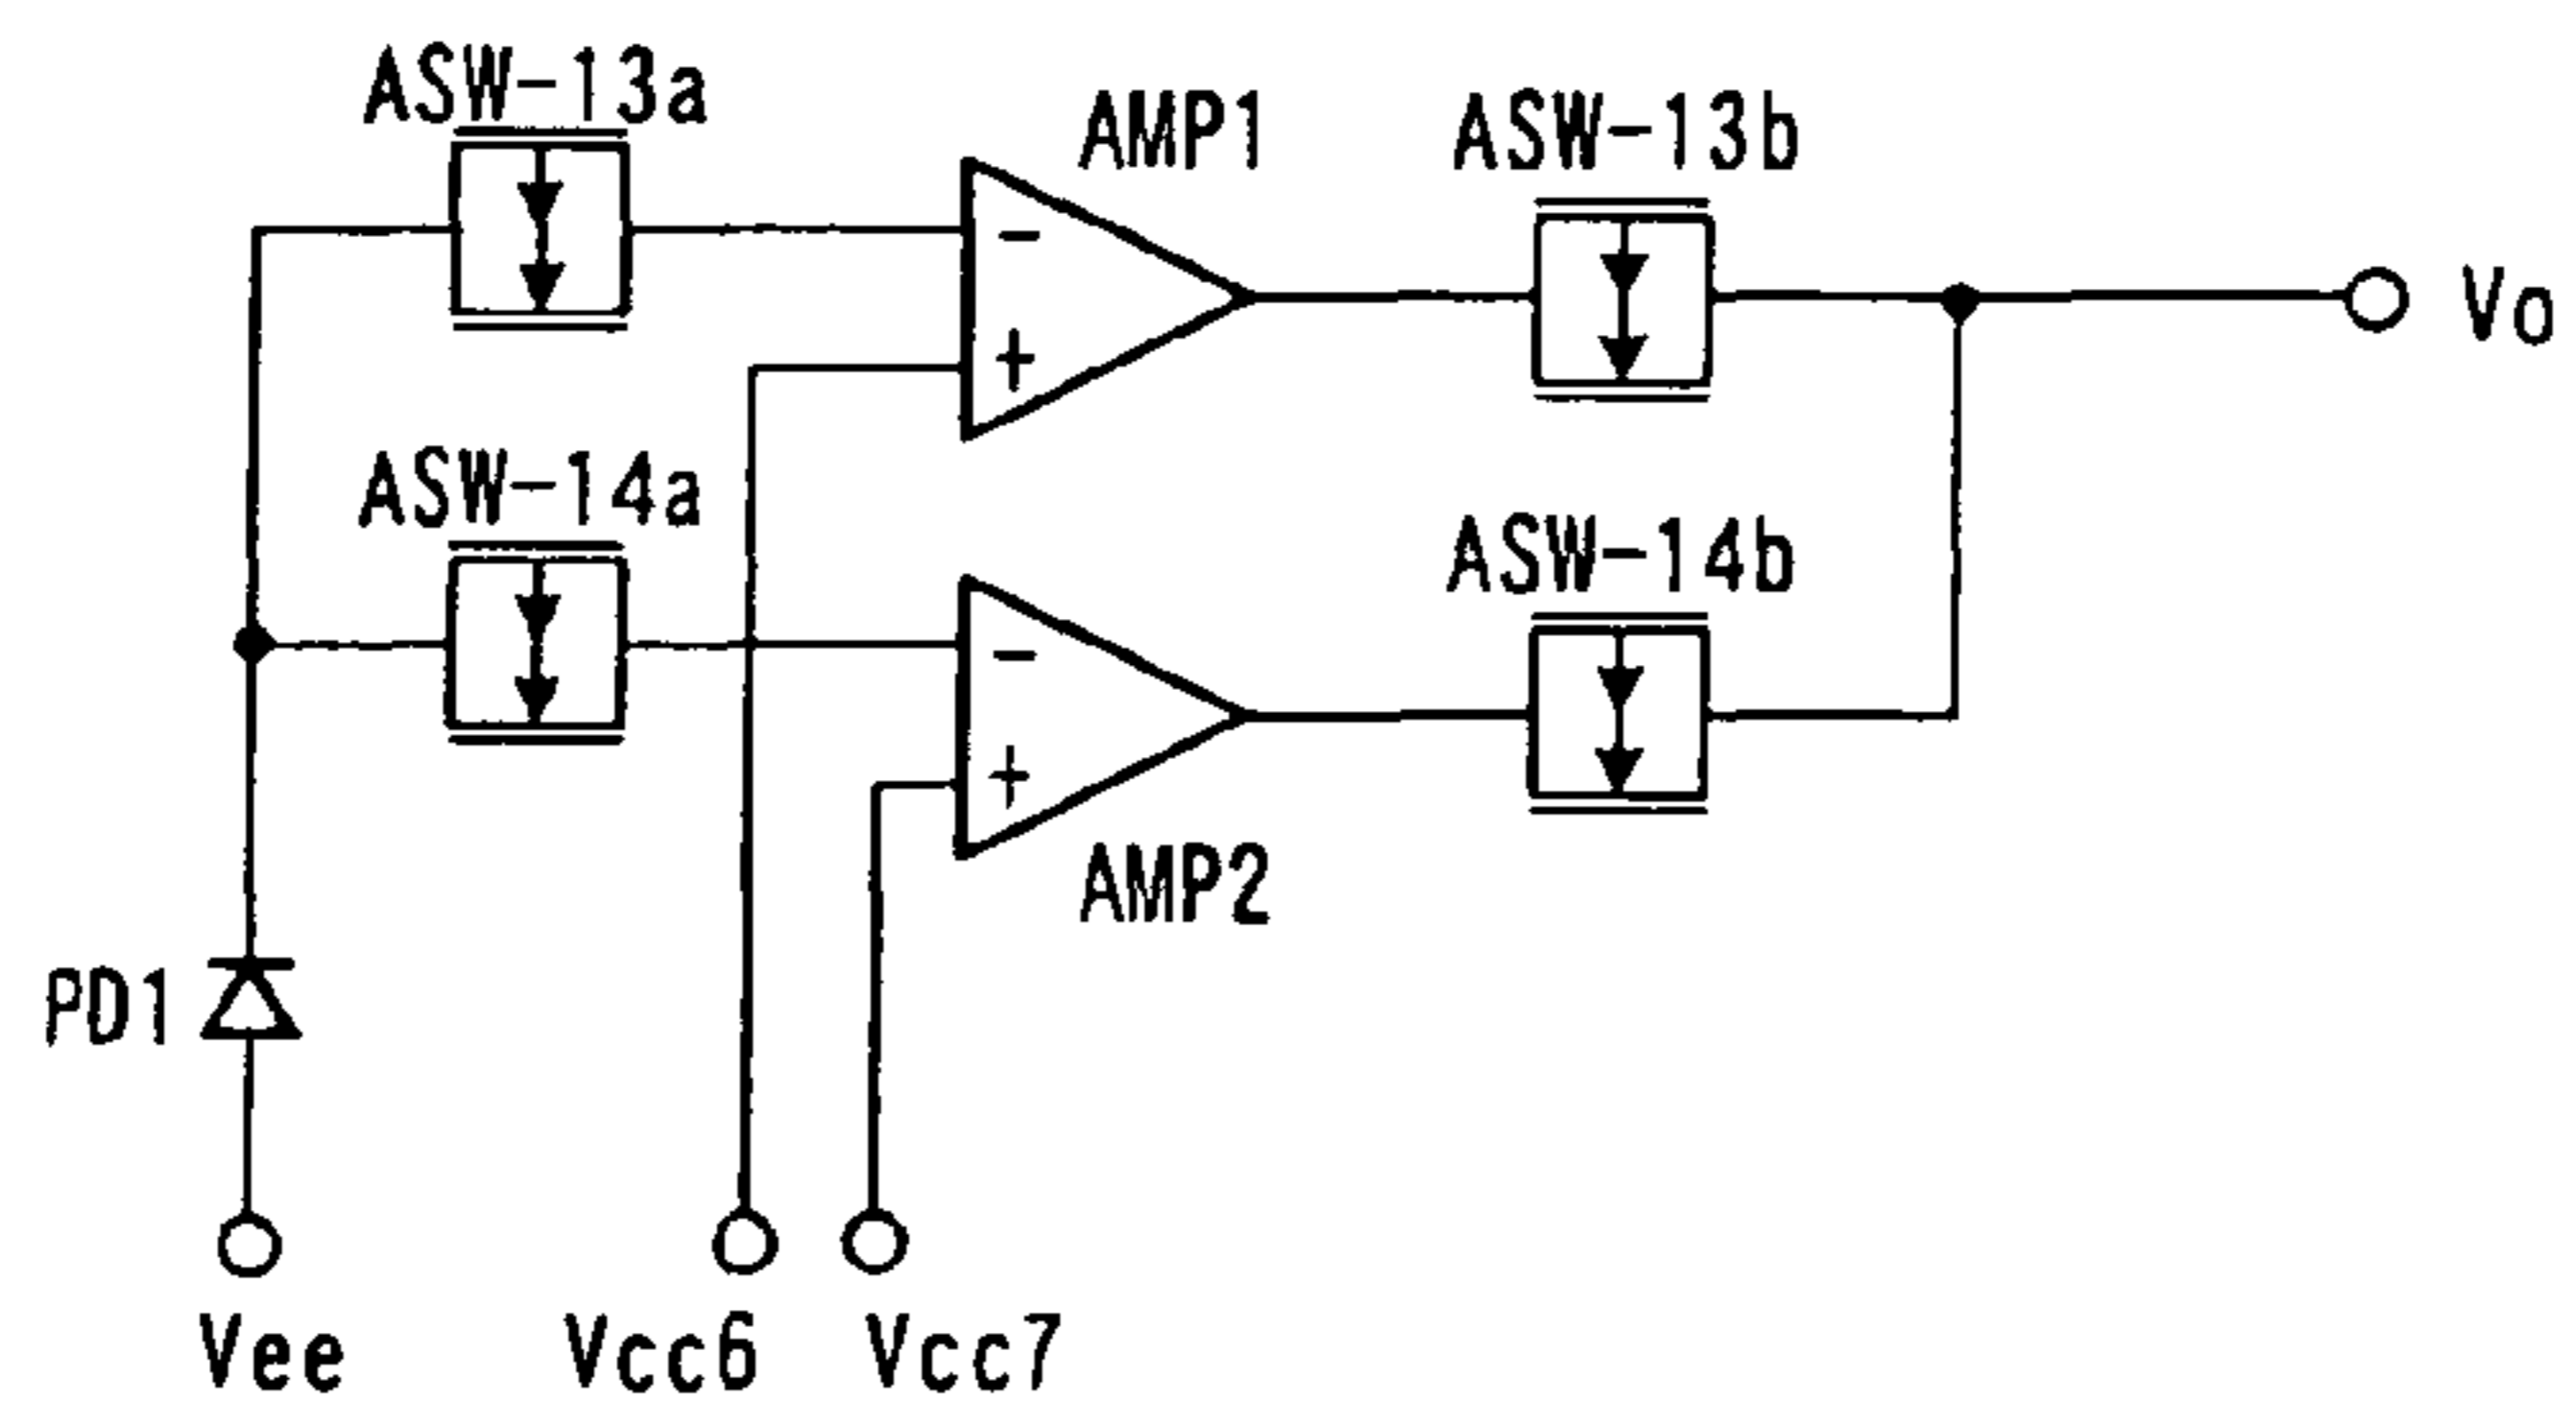 ASW-13a
AMP1
ASW-13b
-
+
Vo
ASW-14a
ASW-14b
-
+
AMP2
PD1
Vee
Vcc6
Vcc7